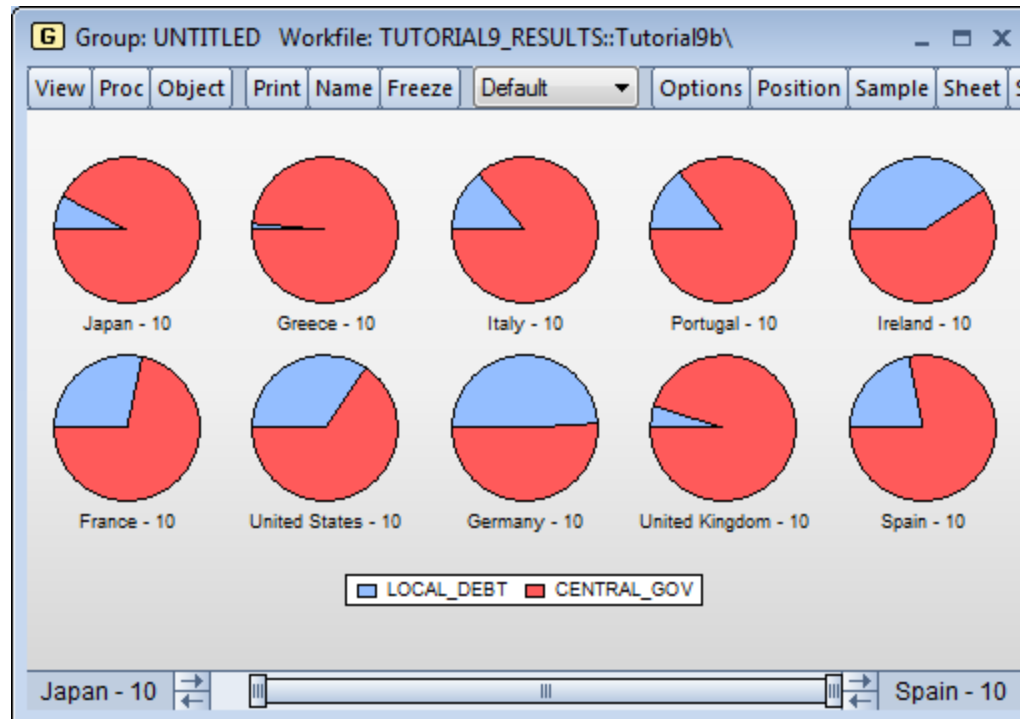 G Group: UNTITLED Workfile: TUTORIAL9_RESULTS::Tutorial9b\
View Proc Object Print Name Freeze Default Options Position Sample Sheet
Japan - 10 Greece - 10 Italy - 10 Portugal - 10 Ireland - 10
France - 10 United States - 10 Germany - 10 United Kingdom - 10 Spain - 10
LOCAL_DEBT CENTRAL_GOV
Japan - 10 Spain - 10